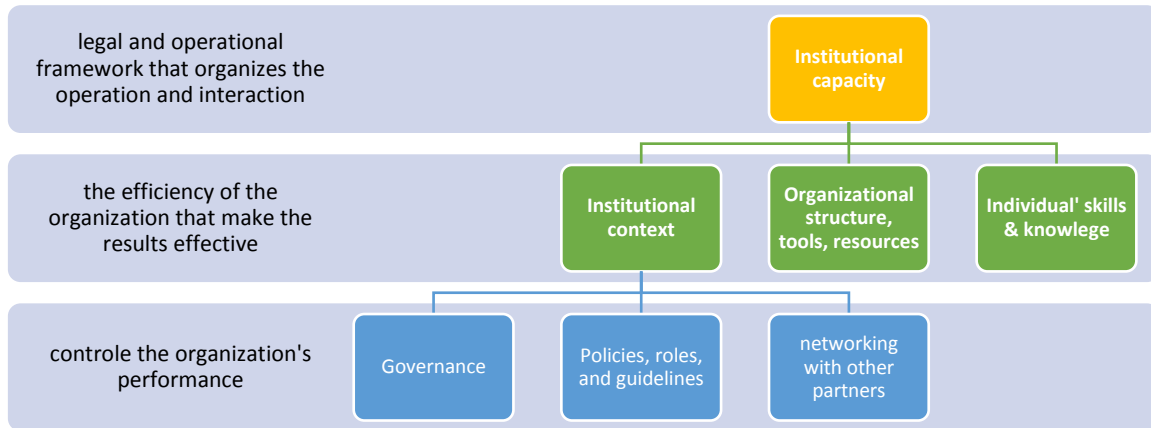 legal and operational
framework that organizes the
operation and interaction
Institutional
capacity
the efficiency of the
organization that make the
results effective
Institutional
context
Organizational
structure,
tools, resources
Individual' skills
& knowlege
controle the organization's
performance
Governance
Policies, roles,
and guidelines
networking
with other
partners